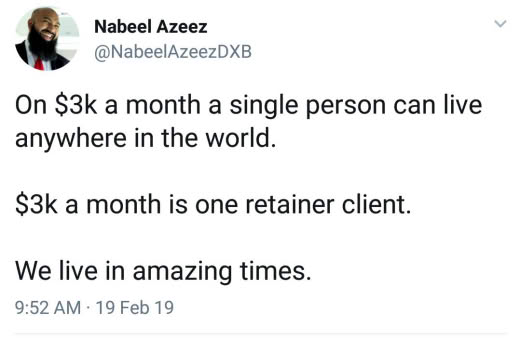 Nabeel Azeez
@NabeelAzeezDXB
On $3k a month a single person can live
anywhere in the world.
$3k a month is one retainer client.
We live in amazing times.
9:52 AM · 19 Feb 19